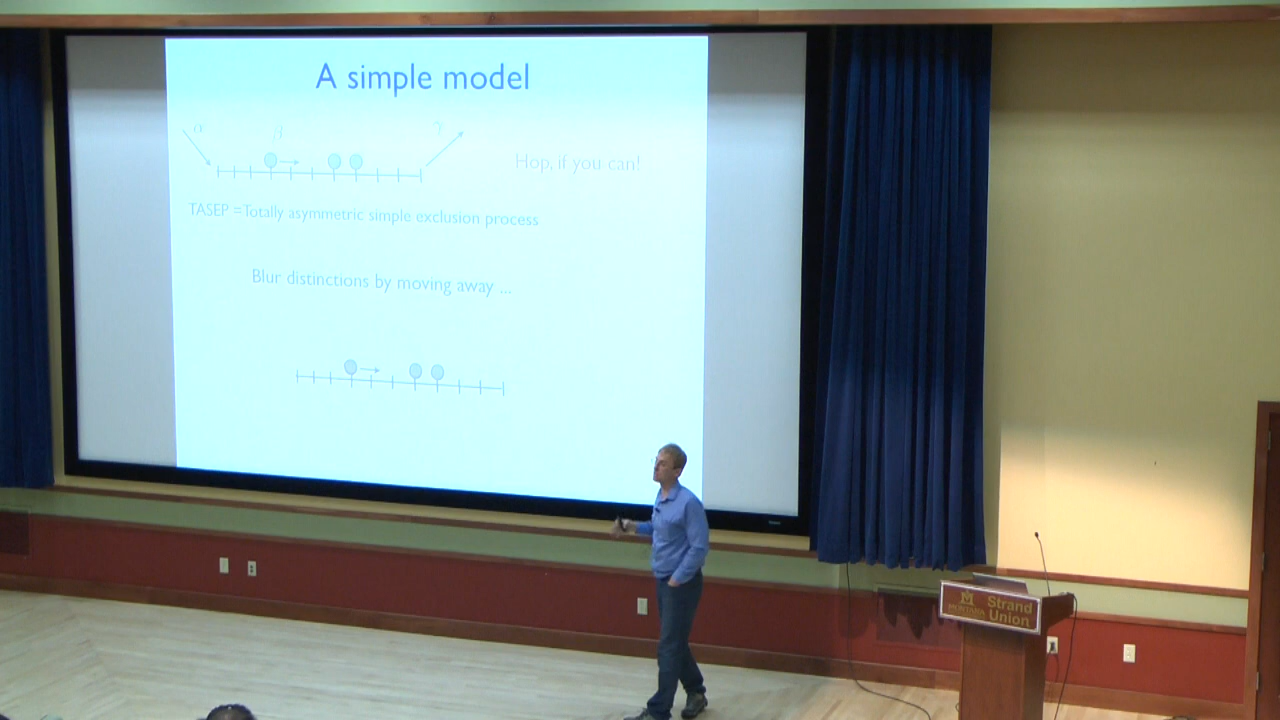 A simple model
α
β
γ
Hop, if you can!
TASEP =Totally asymmetric simple exclusion process
Blur distinctions by moving away ...
M
MONTANA
Strand
Union